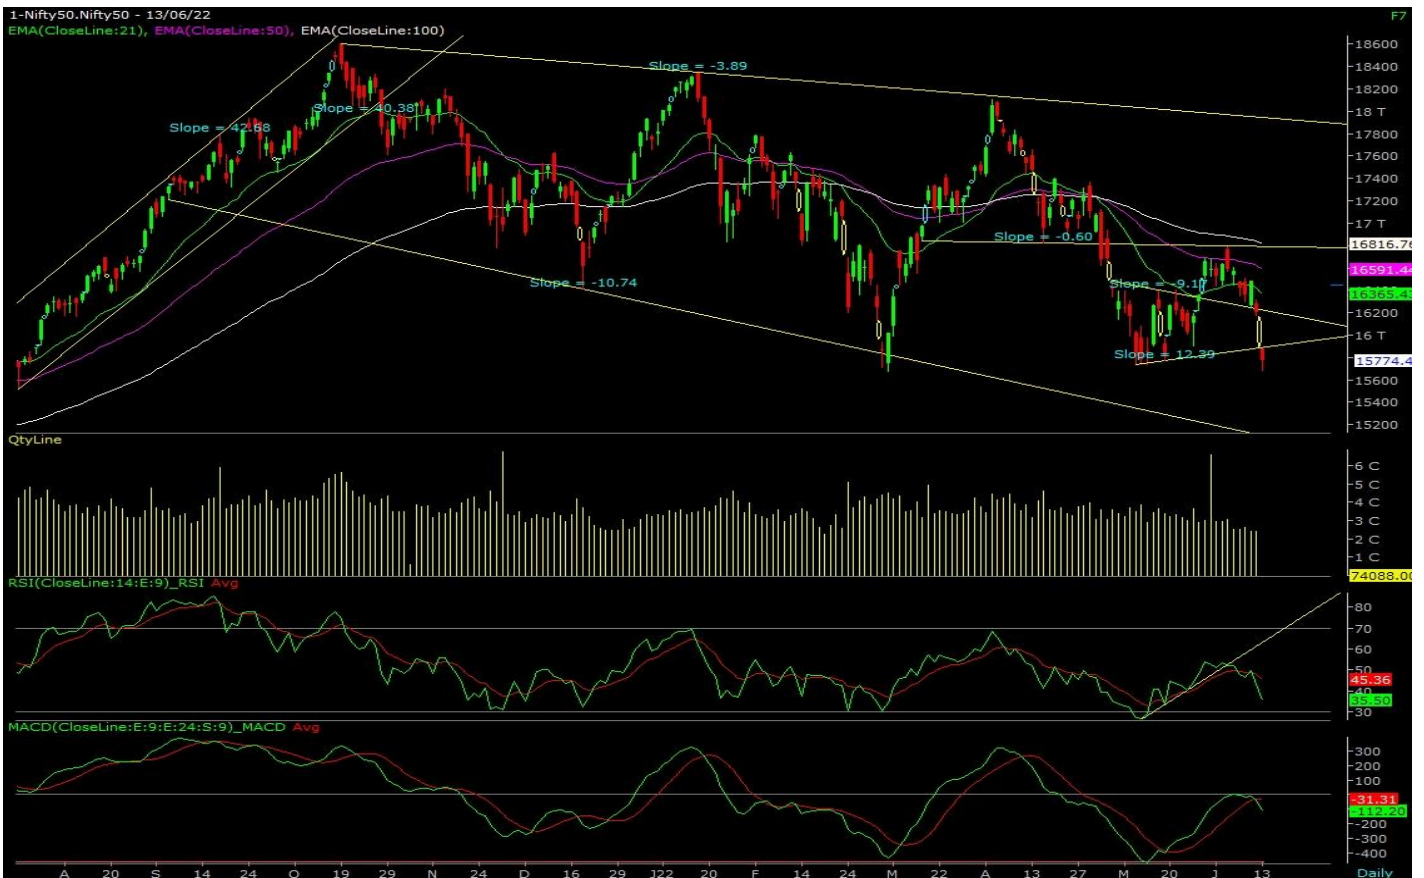 1-Nifty50.Nifty50 - 13/06/22
F7
EMA(CloseLine:21), EMA(CloseLine:50), EMA(CloseLine:100)
18600
Slope = -3.89
18400
18200
Slope = 40.38
18 T
Slope = 42.68
17800
17600
17400
17200
17 T
Slope = -0.60
16816.76
16591.44
Slope = -10.74
Slope = -9.17
16365.43
16200
16 T
Slope = 12.39
15774.4
15600
15400
15200
QtyLine
6 C
5 C
4 C
3 C
2 C
1 C
74088.00
RSI(CloseLine:14:E:9)_RSI Avg
80
70
60
50
45.36
40
35.50
30
MACD(CloseLine:E:9:E:24:S:9)_MACD Avg
300
200
100
-31.31
-112.20
-200
-300
-400
A 20 S 14 24 O 19 29 N 24 D 16 29 J22 20 F 14 24 M 22 A 13 27 M 20 J 13 Daily